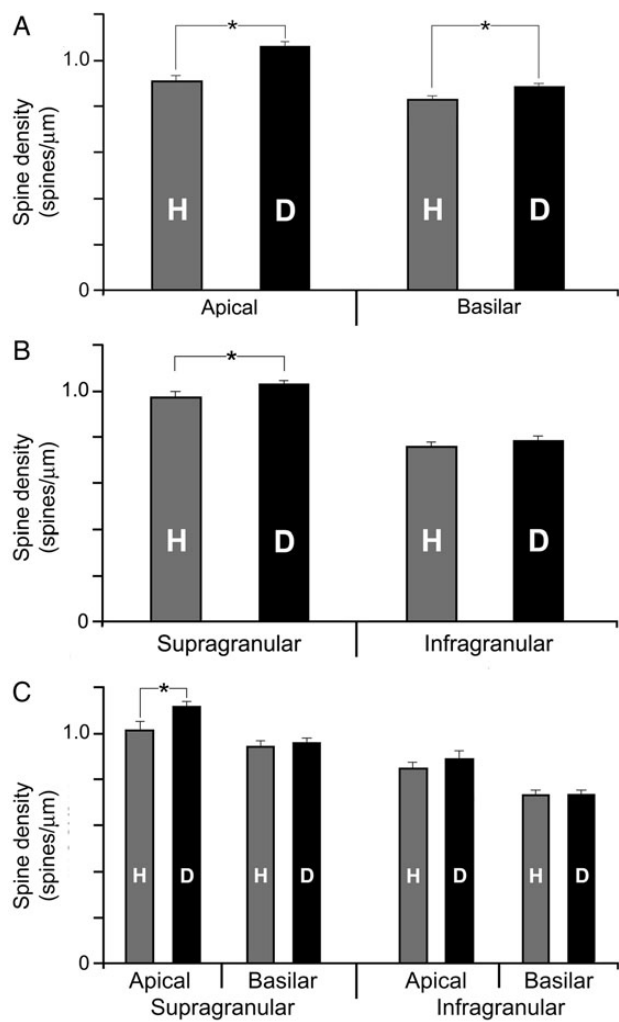 A
Spine density
(spines/μm)
1.0
0
*
*
H
D
H
D
Apical
Basilar
B
Spine density
(spines/μm)
1.0
0
*
H
D
H
D
Supragranular
Infragranular
C
Spine density
(spines/μm)
1.0
0
*
H
D
H
D
H
D
H
D
Apical
Basilar
Apical
Basilar
Supragranular
Infragranular